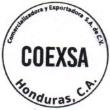 Comercializadora y Exportadora S.A. de C.V.
COEXSA
Honduras, C.A.